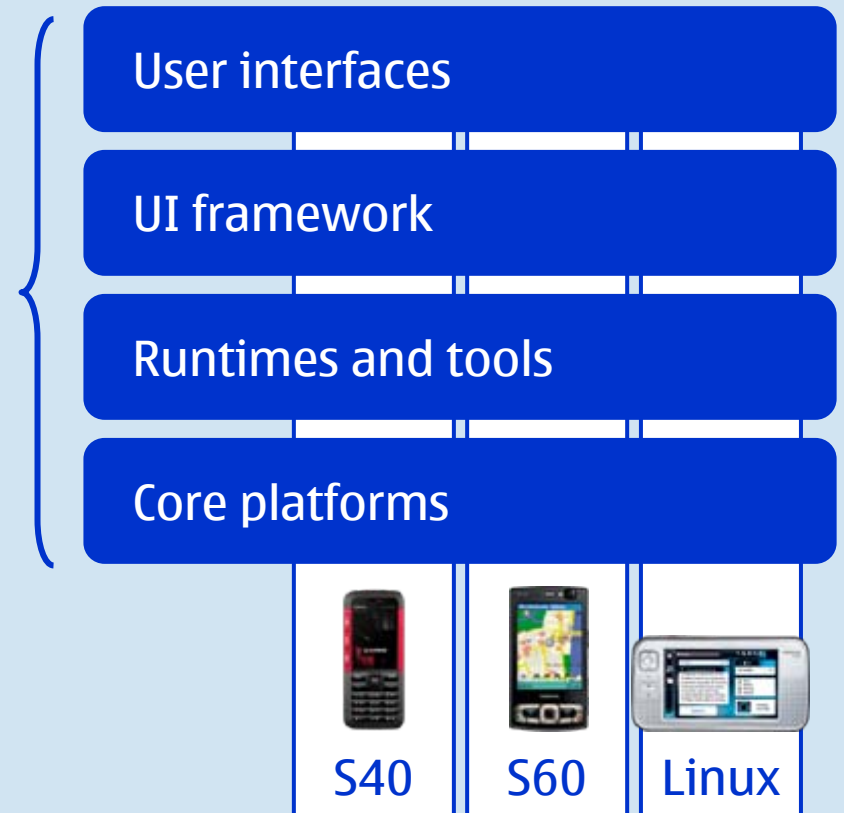 User interfaces
UI framework
Runtimes and tools
Core platforms
S40
S60
Linux